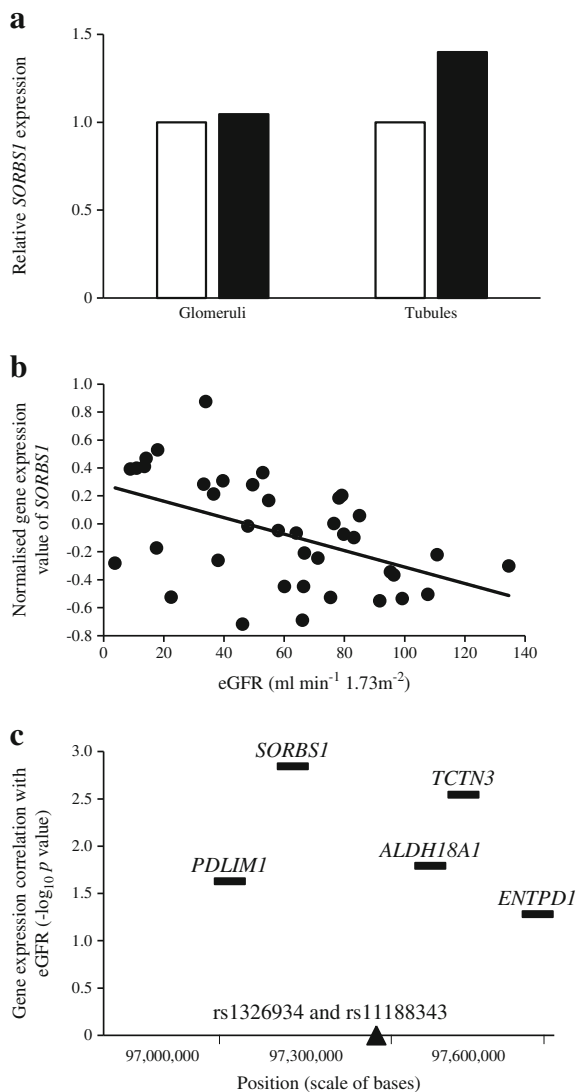 a
Relative SORBS1 expression
1.5
1.0
0.5
0
Glomeruli Tubules
b
Normalised gene expression
value of SORBS1
1.0
0.8
0.6
0.4
0.2
0.0
-0.2
-0.4
-0.6
-0.8
0 20 40 60 80 100 120 140
eGFR (ml min⁻¹ 1.73m⁻²)
c
Gene expression correlation with
eGFR (-log₁₀ p value)
3.0
2.5
2.0
1.5
1.0
0.5
0
SORBS1
TCTN3
PDLIM1
ALDH18A1
ENTPD1
rs1326934 and rs11188343
97,000,000 97,300,000 97,600,000
Position (scale of bases)